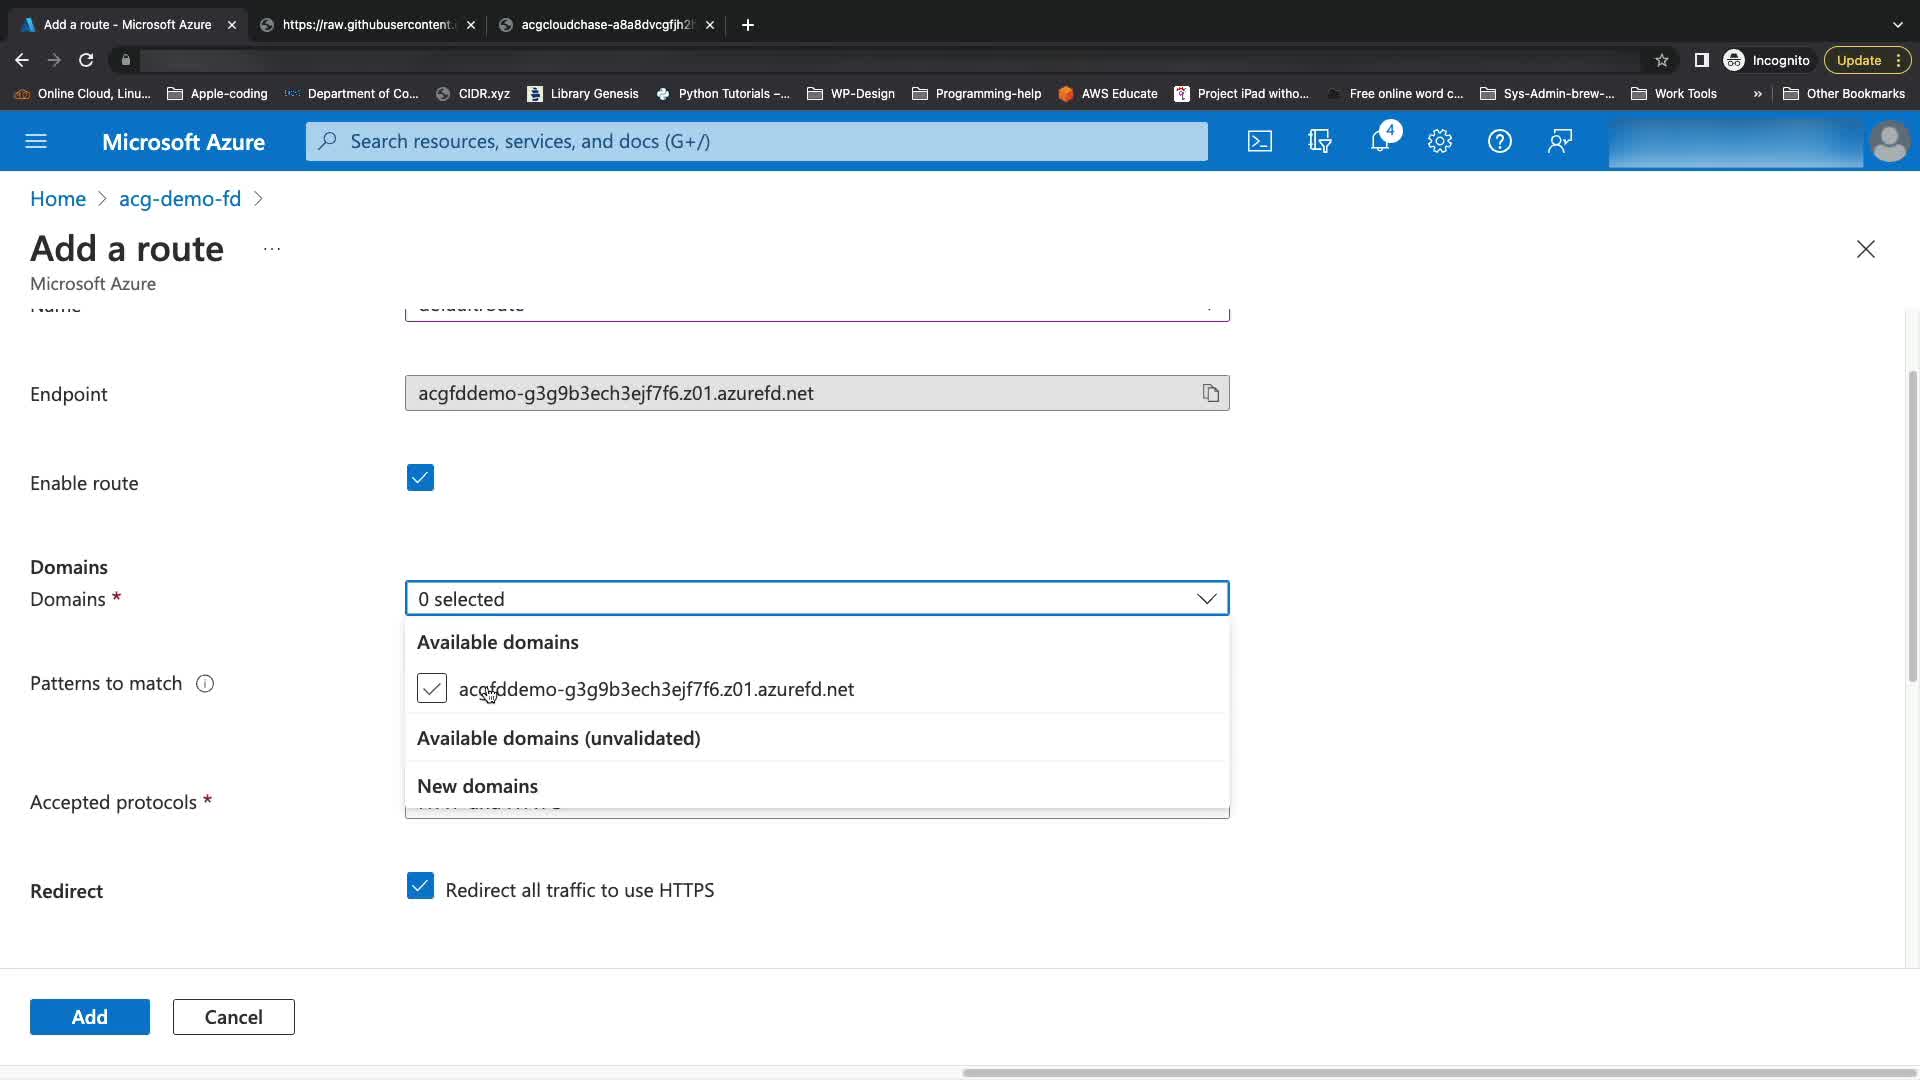 Add a route - Microsoft Azure
https://raw.githubusercontent.
acgcloudchase-a8a8dvcgfjh2
Incognito
Update
Online Cloud, Linu...
Apple-coding
Department of Co...
CIDR.xyz
Library Genesis
Python Tutorials –...
WP-Design
Programming-help
AWS Educate
Project iPad witho...
Free online word c...
Sys-Admin-brew-...
Work Tools
»
Other Bookmarks
Microsoft Azure
Search resources, services, and docs (G+/)
4
Home > acg-demo-fd >
Add a route ...
Microsoft Azure
Name
defaultroute
Endpoint
acgfddemo-g3g9b3ech3ejf7f6.z01.azurefd.net
Enable route
Domains
Domains *
0 selected
Available domains
acgfddemo-g3g9b3ech3ejf7f6.z01.azurefd.net
Patterns to match
Available domains (unvalidated)
New domains
Accepted protocols *
Redirect
Redirect all traffic to use HTTPS
Add
Cancel